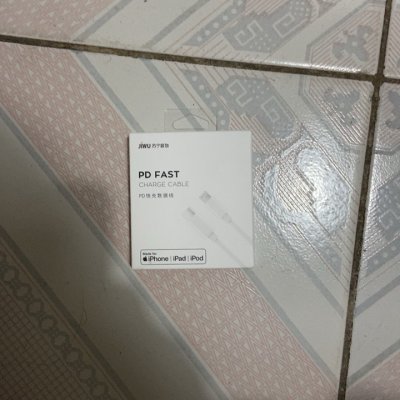 JIWU 苏宁极物
PD FAST
CHARGE CABLE
PD快充数据线
Made for
iPhone | iPad | iPod